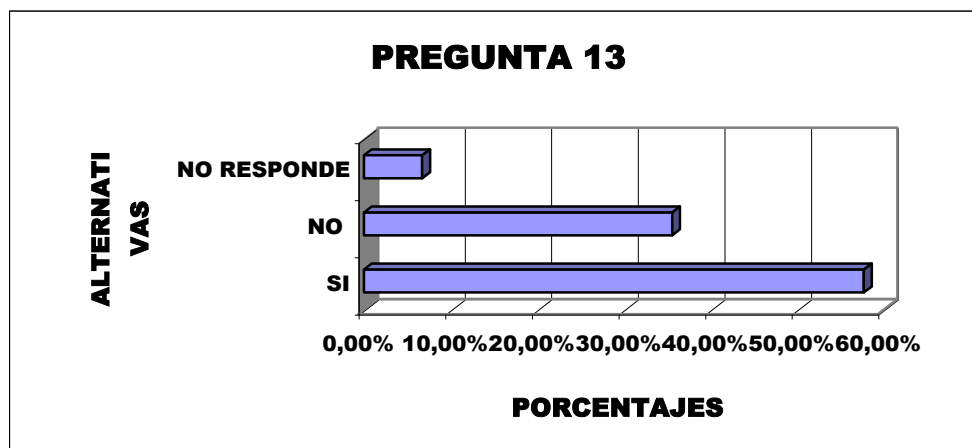 PREGUNTA 13
ALTERNATI
VAS
NO RESPONDE
NO
SI
0,00% 10,00% 20,00% 30,00% 40,00% 50,00% 60,00%
PORCENTAJES